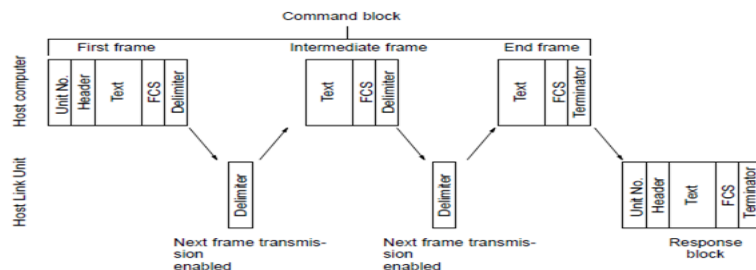 Command block
First frame
Intermediate frame
End frame
Host computer
Unit No.
Header
Text
FCS
Delimiter
Text
FCS
Delimiter
Text
FCS
Terminator
Host Link Unit
Delimiter
Delimiter
Unit No.
Header
Text
FCS
Terminator
Next frame transmis-
sion
enabled
Next frame transmis-
sion
enabled
Response
block